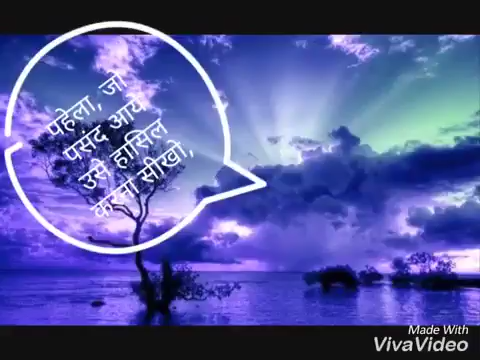 पहेला, जो
पसंद आये
उसे हासिल
करना सीखो,
Made With
VivaVideo